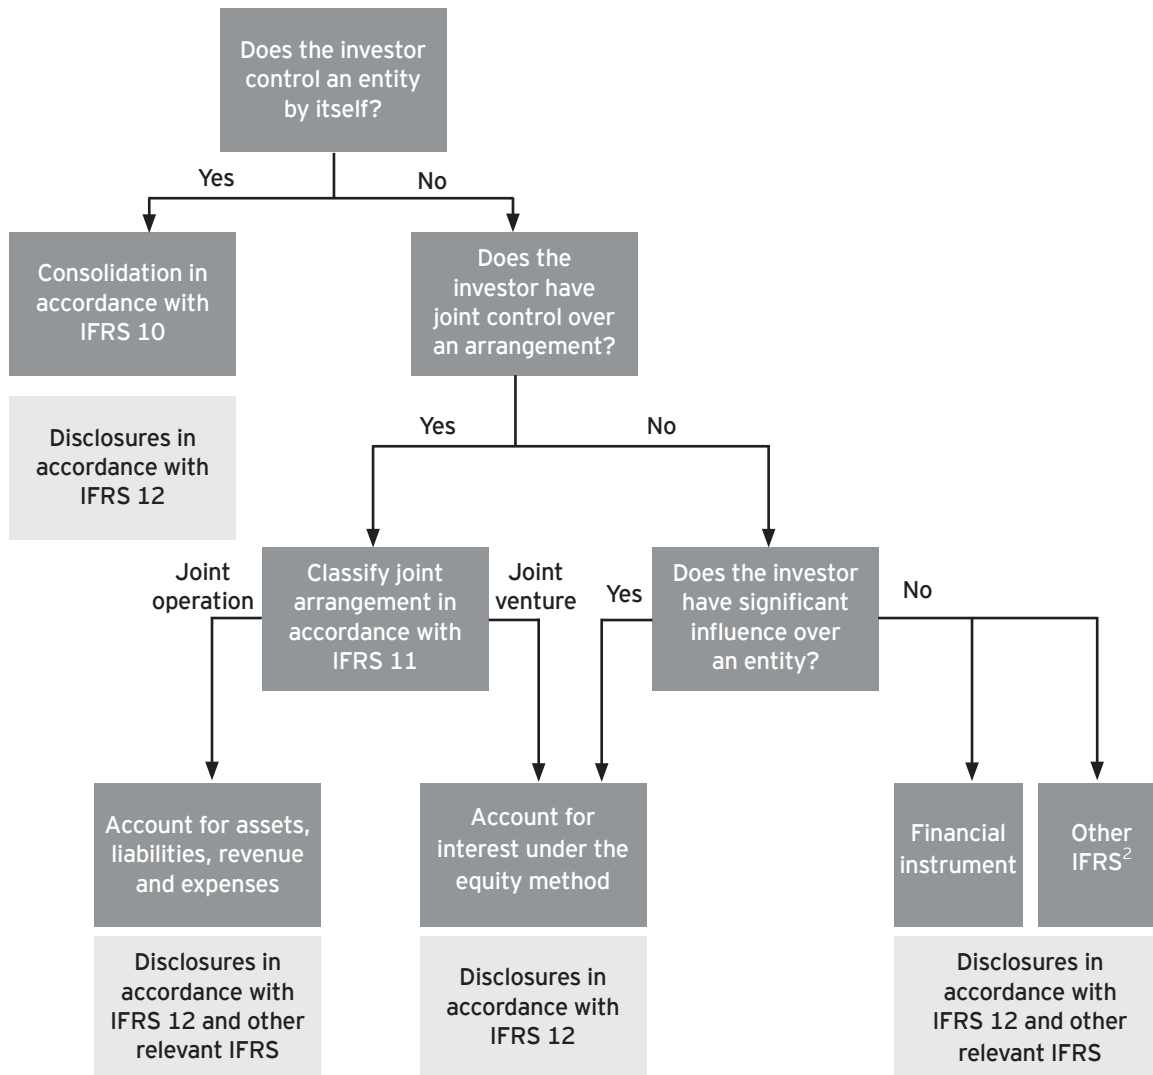 Does the investor
control an entity
by itself?
Yes
No
Consolidation in
accordance with
IFRS 10
Does the
investor have
joint control over
an arrangement?
Disclosures in
accordance with
IFRS 12
Yes
No
Joint
operation
Classify joint
arrangement in
accordance with
IFRS 11
Joint
venture
Yes
Does the investor
have significant
influence over
an entity?
No
Account for assets,
liabilities, revenue
and expenses
Account for
interest under the
equity method
Financial
instrument
Other
IFRS²
Disclosures in
accordance with
IFRS 12 and other
relevant IFRS
Disclosures in
accordance with
IFRS 12
Disclosures in
accordance with
IFRS 12 and other
relevant IFRS